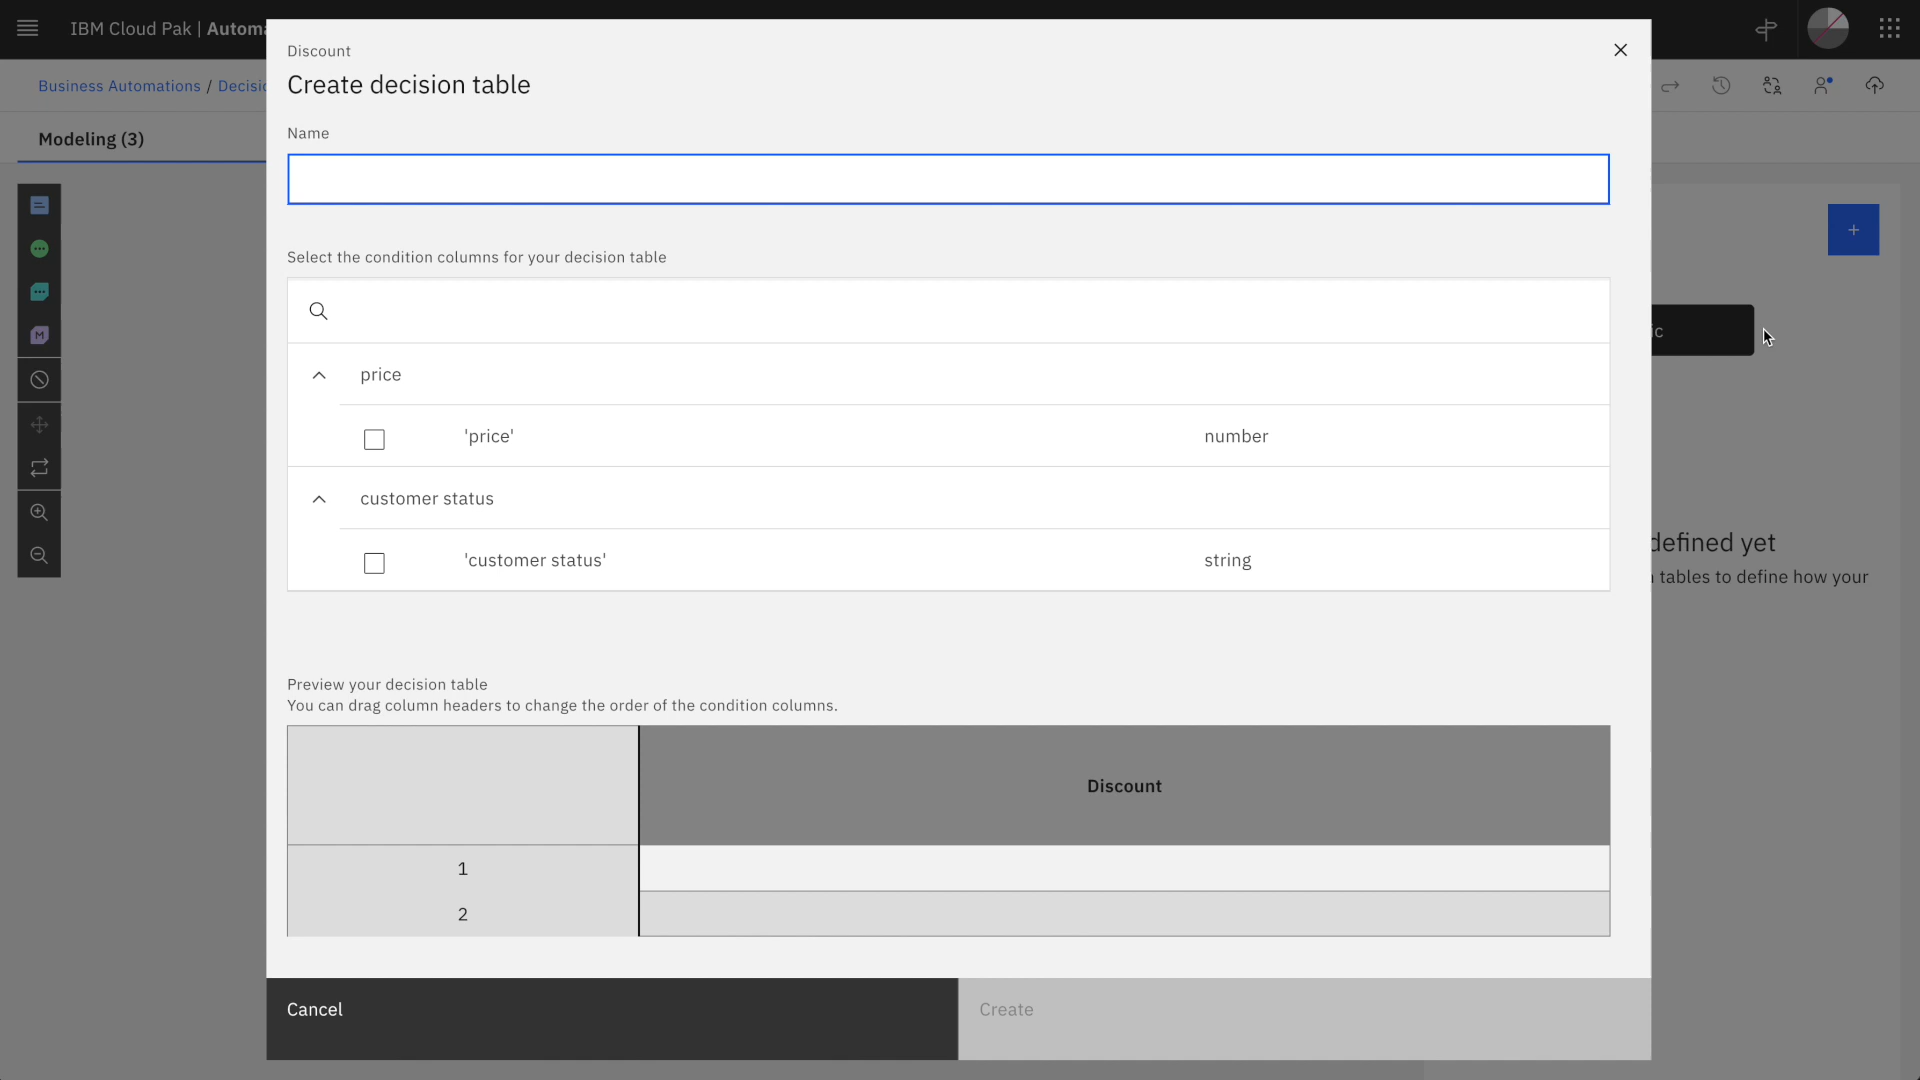 IBM Cloud Pak | Automa
Discount
Create decision table
Business Automations / Decisio
Modeling (3)
Name
+
Select the condition columns for your decision table
ic
M
price
'price' number
customer status
'customer status' string
defined yet
tables to define how your
Preview your decision table
You can drag column headers to change the order of the condition columns.
Discount
1
2
Cancel
Create